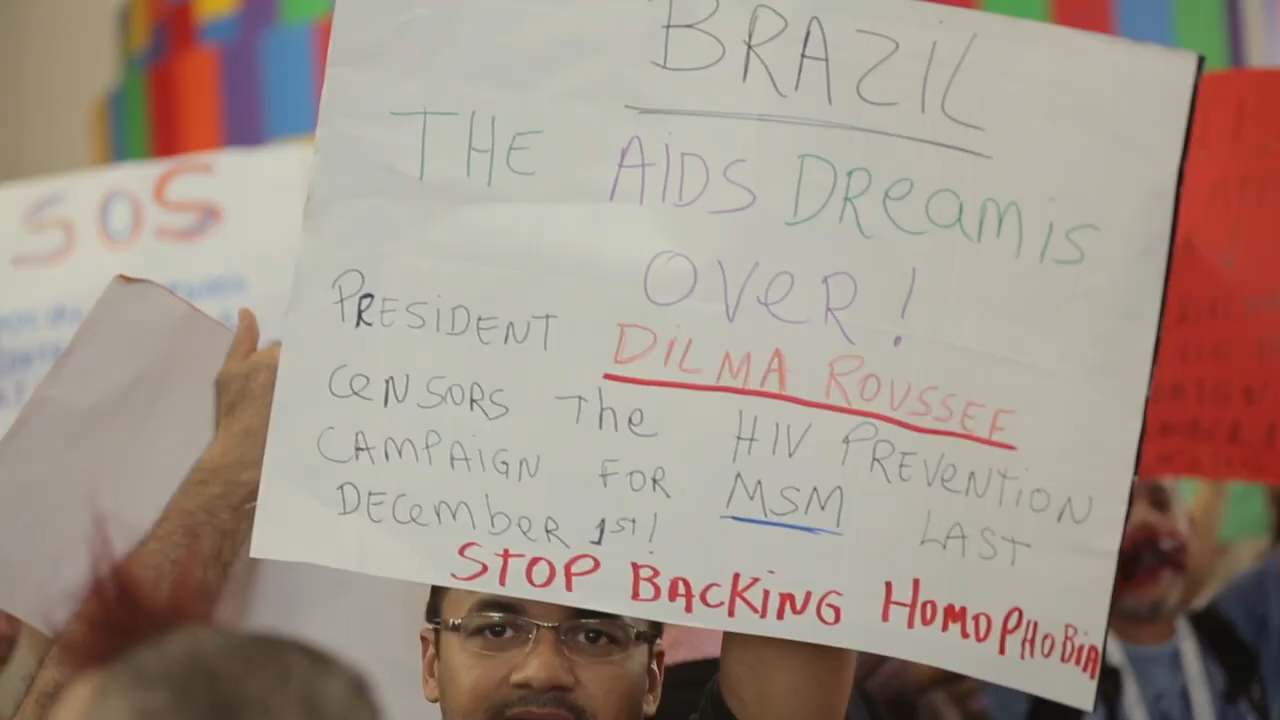 SOS
BRAZIL
THE AIDS DReam is
OVeR!
PRESiDENT DiLMA ROUSSEF
CeNSORS The HIV PREVeNTiON
CAMPAiGN FOR MSM LAST
DECembeR 1ST!
STOP BACKiNG HOMOPHOBiA